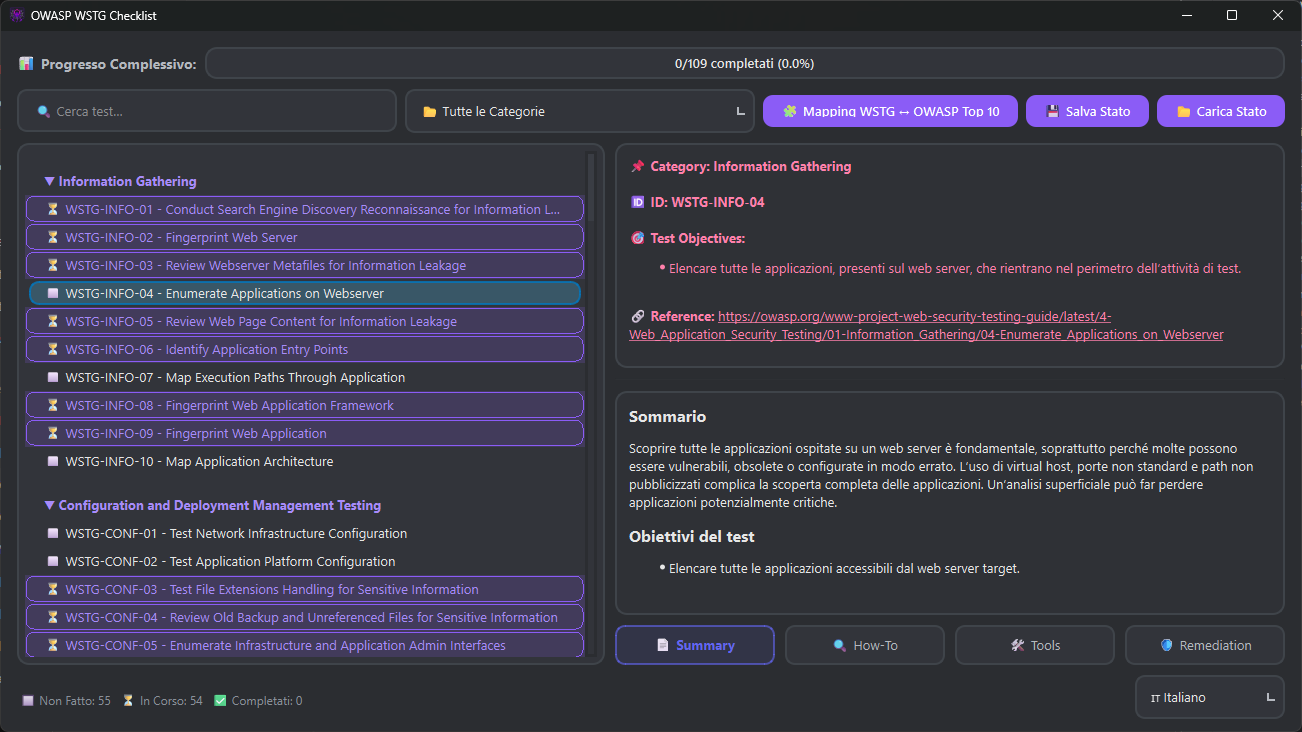 OWASP WSTG Checklist
Progresso Complessivo:
0/109 completati (0.0%)
Cerca test...
Tutte le Categorie
Mapping WSTG ↔ OWASP Top 10
Salva Stato
Carica Stato
▼ Information Gathering
WSTG-INFO-01 - Conduct Search Engine Discovery Reconnaissance for Information L...
WSTG-INFO-02 - Fingerprint Web Server
WSTG-INFO-03 - Review Webserver Metafiles for Information Leakage
WSTG-INFO-04 - Enumerate Applications on Webserver
WSTG-INFO-05 - Review Web Page Content for Information Leakage
WSTG-INFO-06 - Identify Application Entry Points
WSTG-INFO-07 - Map Execution Paths Through Application
WSTG-INFO-08 - Fingerprint Web Application Framework
WSTG-INFO-09 - Fingerprint Web Application
WSTG-INFO-10 - Map Application Architecture
▼ Configuration and Deployment Management Testing
WSTG-CONF-01 - Test Network Infrastructure Configuration
WSTG-CONF-02 - Test Application Platform Configuration
WSTG-CONF-03 - Test File Extensions Handling for Sensitive Information
WSTG-CONF-04 - Review Old Backup and Unreferenced Files for Sensitive Information
WSTG-CONF-05 - Enumerate Infrastructure and Application Admin Interfaces
Category: Information Gathering
ID: WSTG-INFO-04
Test Objectives:
• Elencare tutte le applicazioni, presenti sul web server, che rientrano nel perimetro dell'attività di test.
Reference: https://owasp.org/www-project-web-security-testing-guide/latest/4-
Web_Application_Security_Testing/01-Information_Gathering/04-Enumerate_Applications_on_Webserver
Sommario
Scoprire tutte le applicazioni ospitate su un web server è fondamentale, soprattutto perché molte possono
essere vulnerabili, obsolete o configurate in modo errato. L'uso di virtual host, porte non standard e path non
pubblicizzati complica la scoperta completa delle applicazioni. Un'analisi superficiale può far perdere
applicazioni potenzialmente critiche.
Obiettivi del test
• Elencare tutte le applicazioni accessibili dal web server target.
Summary
How-To
Tools
Remediation
Non Fatto: 55
In Corso: 54
Completati: 0
IT Italiano